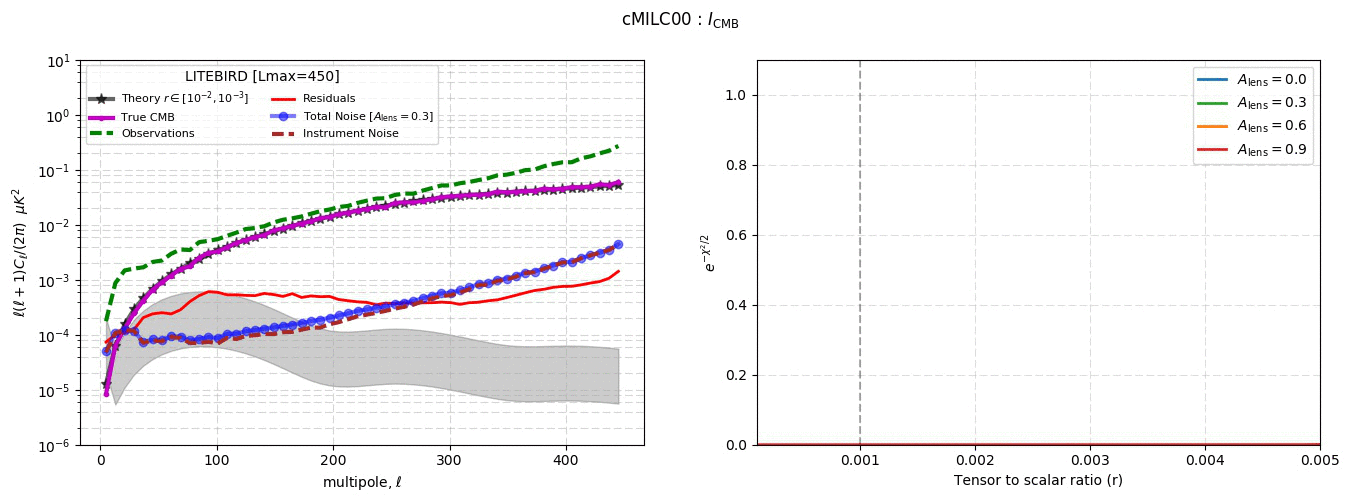 cMILC00 : I_CMB
LITEBIRD [Lmax=450]
Theory r ∈ [10⁻², 10⁻³]
True CMB
Observations
Residuals
Total Noise [A_lens = 0.3]
Instrument Noise
10¹
10⁰
10⁻¹
10⁻²
10⁻³
10⁻⁴
10⁻⁵
10⁻⁶
ℓ(ℓ + 1)C_ℓ/(2π) μK²
0 100 200 300 400
multipole, ℓ
A_lens = 0.0
A_lens = 0.3
A_lens = 0.6
A_lens = 0.9
1.0
0.8
0.6
0.4
0.2
0.0
e^(−χ²/2)
0.001 0.002 0.003 0.004 0.005
Tensor to scalar ratio (r)